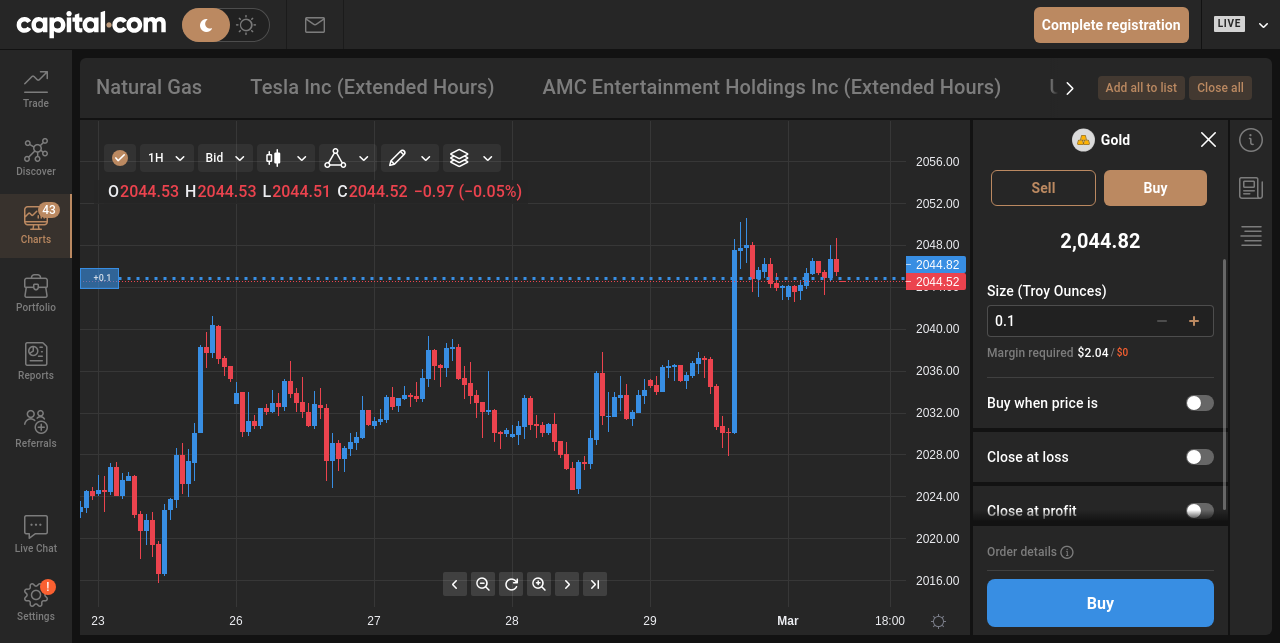 capital.com
Complete registration
LIVE
Trade
Discover
43
Charts
Portfolio
Reports
Referrals
Live Chat
!
Settings
Natural Gas
Tesla Inc (Extended Hours)
AMC Entertainment Holdings Inc (Extended Hours)
Add all to list
Close all
1H
Bid
O2044.53 H2044.53 L2044.51 C2044.52 −0.97 (−0.05%)
+0.1
2056.00
2052.00
2048.00
2044.82
2044.52
2040.00
2036.00
2032.00
2028.00
2024.00
2020.00
2016.00
23
26
27
28
29
Mar
18:00
Gold
Sell
Buy
2,044.82
Size (Troy Ounces)
0.1
Margin required $2.04 / $0
Buy when price is
Close at loss
Close at profit
Order details
Buy